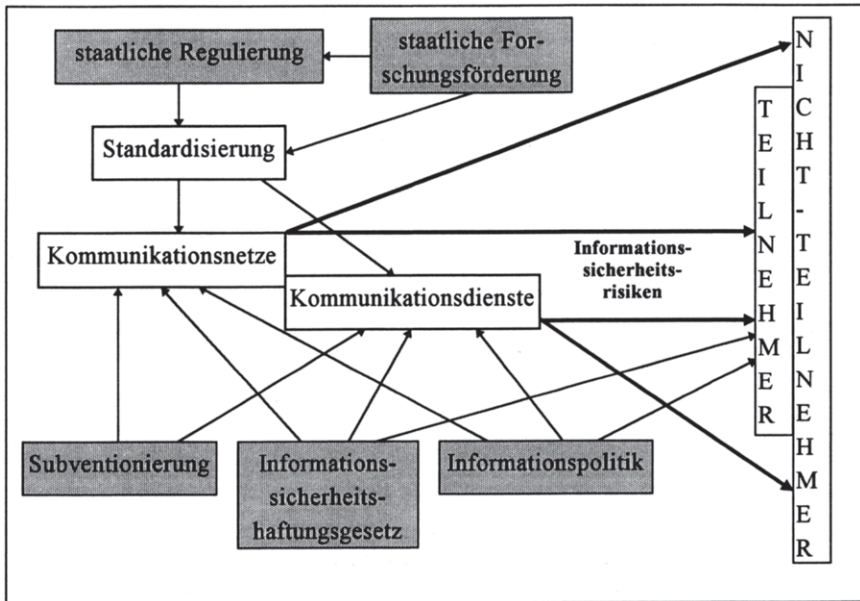 staatliche Regulierung
staatliche For-
schungsförderung
Standardisierung
Kommunikationsnetze
Kommunikationsdienste
Informations-
sicherheits-
risiken
TEILNEHMER
NICHT-TEILNEHMER
Subventionierung
Informations-
sicherheits-
haftungsgesetz
Informationspolitik